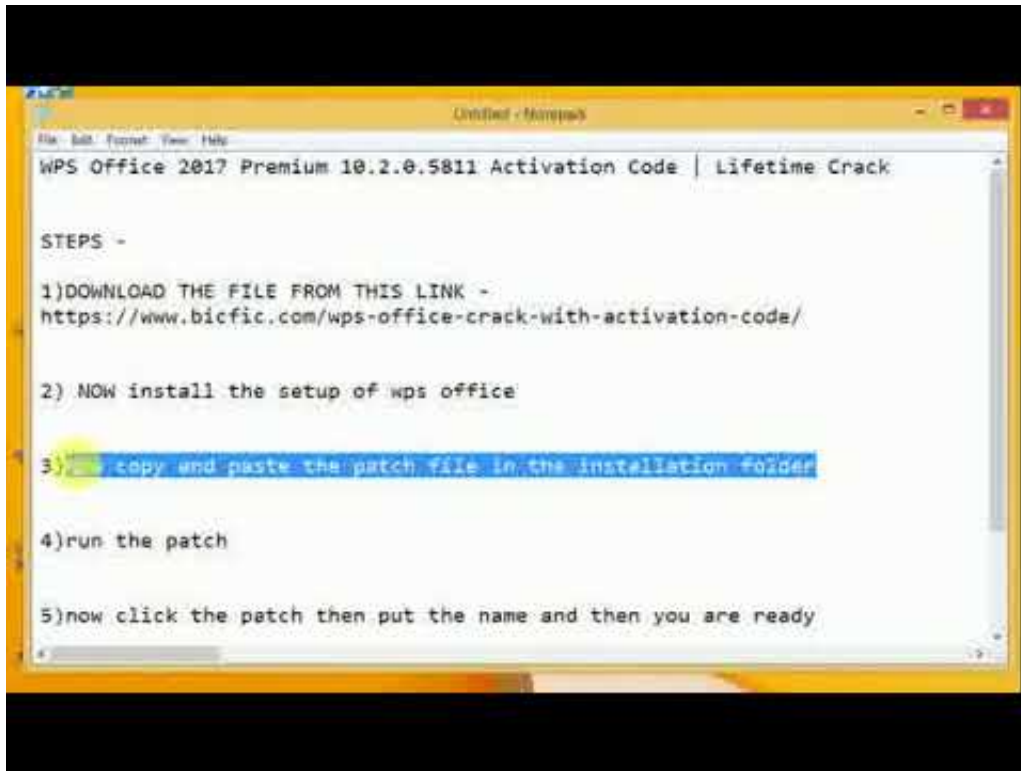 Untitled - Notepad
File Edit Format View Help
WPS Office 2017 Premium 10.2.0.5811 Activation Code | Lifetime Crack
STEPS -
1)DOWNLOAD THE FILE FROM THIS LINK -
https://www.bicfic.com/wps-office-crack-with-activation-code/
2) NOW install the setup of wps office
3) copy and paste the patch file in the installation folder
4)run the patch
5)now click the patch then put the name and then you are ready